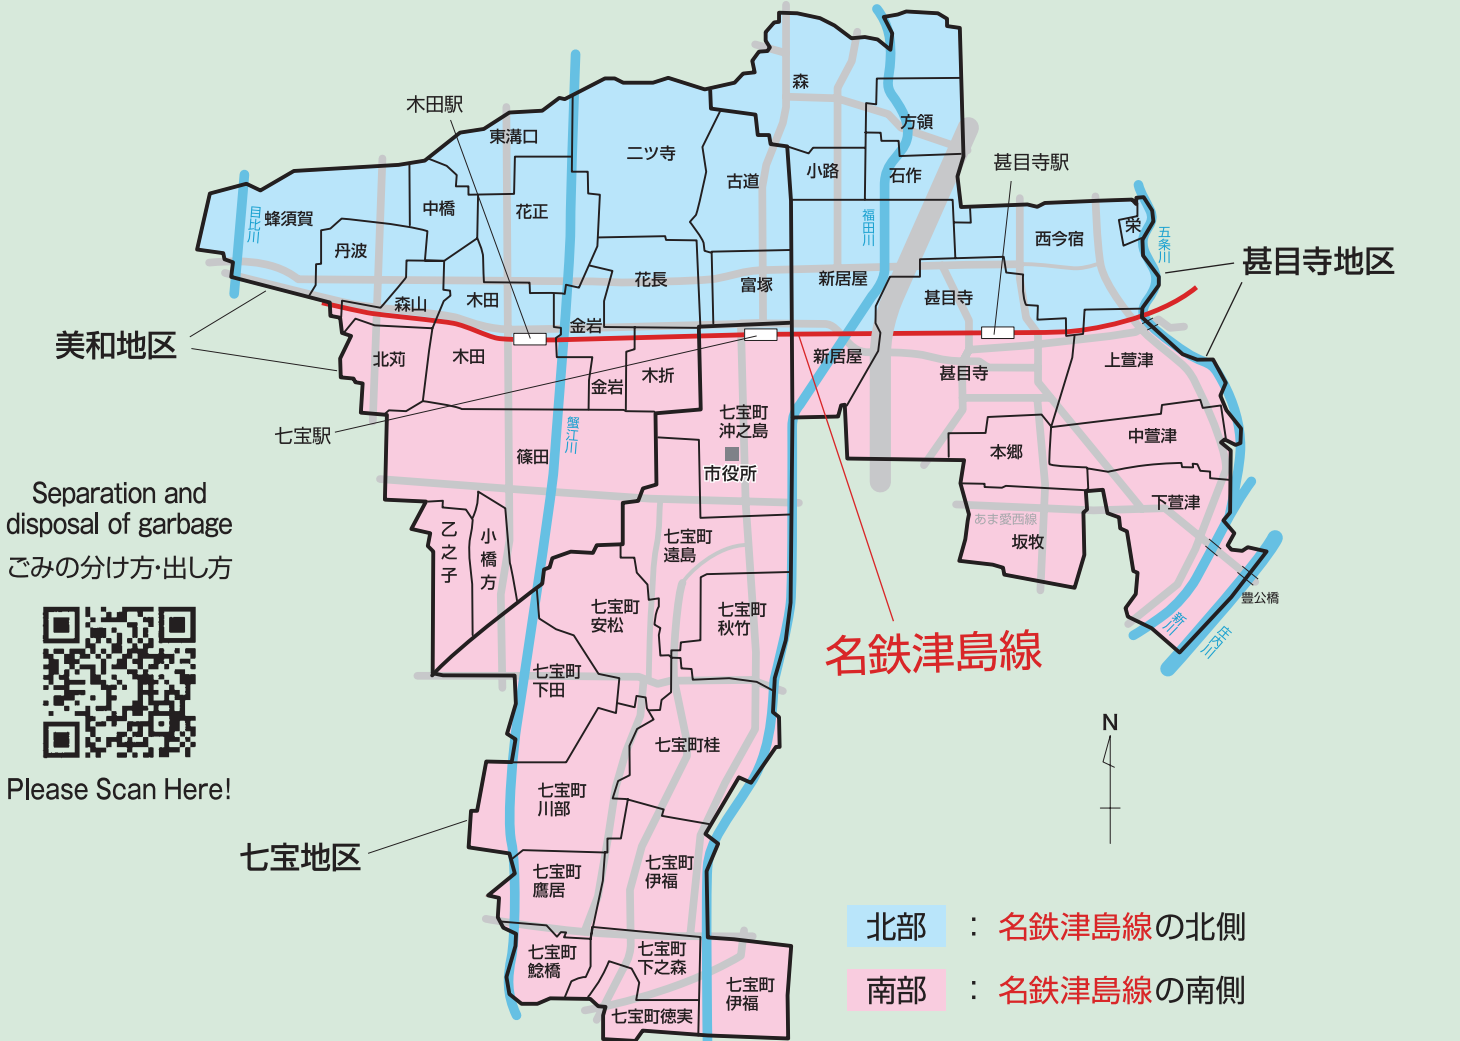 森
木田駅
方領
東溝口
二ツ寺
甚目寺駅
小路
石作
古道
中橋
花正
目比川
蜂須賀
福田川
栄
西今宿
五条川
丹波
甚目寺地区
花長
富塚
新居屋
森山
木田
甚目寺
金岩
美和地区
北苅
木田
新居屋
上萱津
金岩
木折
甚目寺
七宝駅
七宝町
沖之島
蟹江川
中萱津
篠田
市役所
本郷
Separation and
disposal of garbage
ごみの分け方・出し方
下萱津
あま愛西線
乙之子
小橋方
七宝町
遠島
坂牧
七宝町
安松
七宝町
秋竹
豊公橋
新川
庄内川
名鉄津島線
七宝町
下田
N
七宝町桂
Please Scan Here!
七宝町
川部
七宝地区
七宝町
鷹居
七宝町
伊福
北部 : 名鉄津島線の北側
七宝町
鯰橋
七宝町
下之森
七宝町
伊福
南部 : 名鉄津島線の南側
七宝町徳実